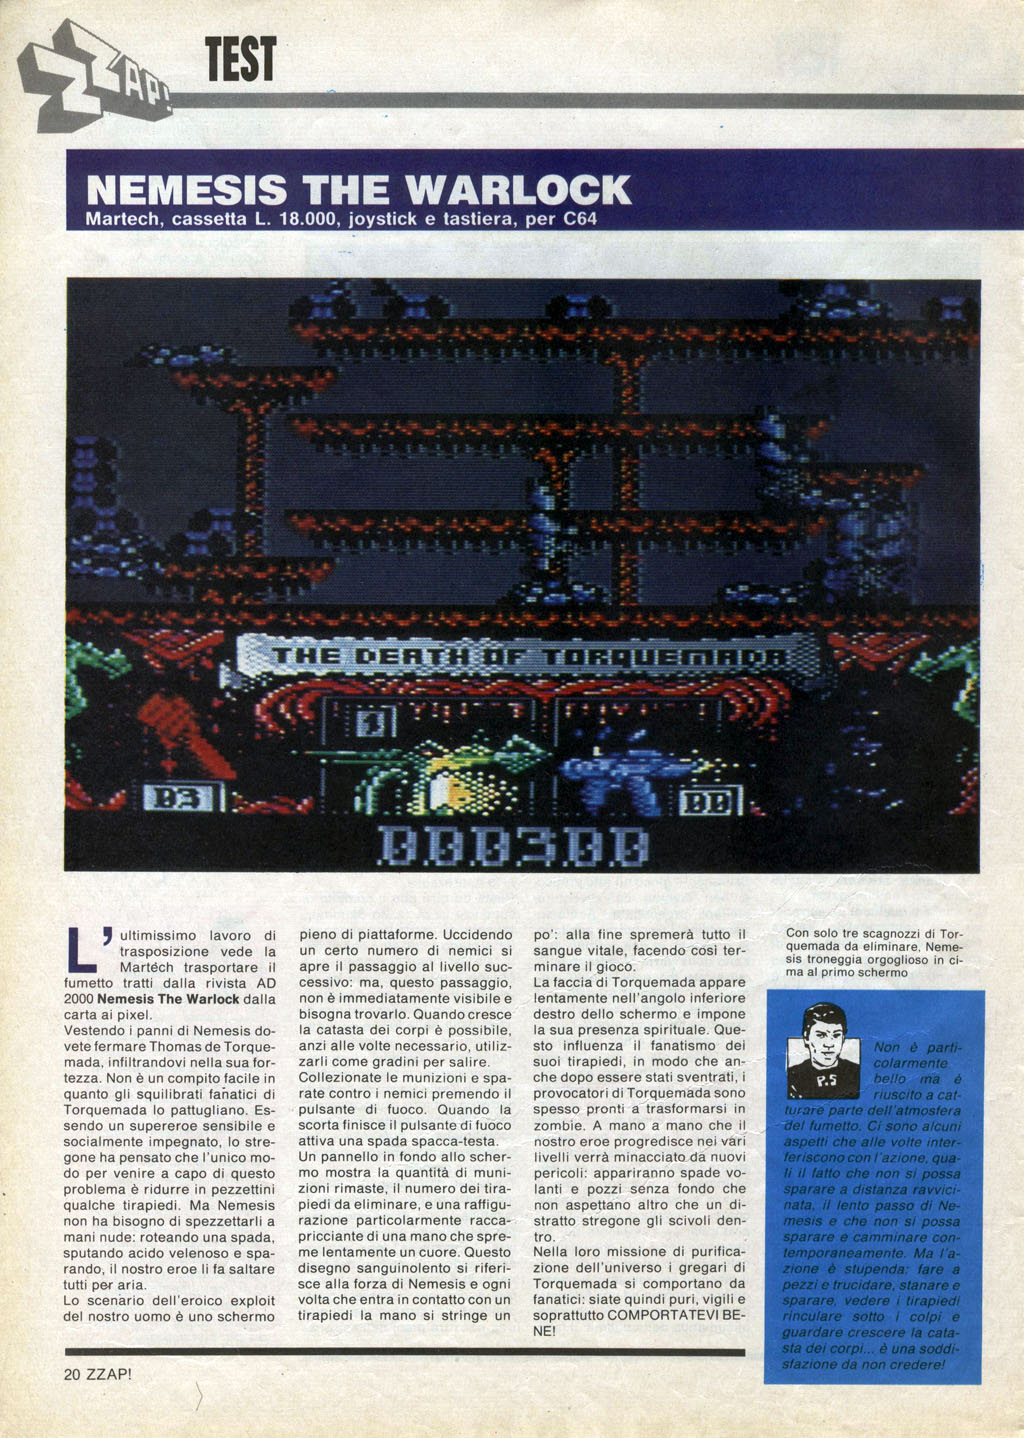 ZZAP!
TEST
NEMESIS THE WARLOCK
Martech, cassetta L. 18.000, joystick e tastiera, per C64
THE DEATH OF TORQUEMADA
3
03
00
000300
L'ultimissimo lavoro di
trasposizione vede la
Martéch trasportare il
fumetto tratti dalla rivista AD
2000 Nemesis The Warlock dalla
carta ai pixel.
Vestendo i panni di Nemesis do-
vete fermare Thomas de Torque-
mada, infiltrandovi nella sua for-
tezza. Non è un compito facile in
quanto gli squilibrati fanatici di
Torquemada lo pattugliano. Es-
sendo un supereroe sensibile e
socialmente impegnato, lo stre-
gone ha pensato che l'unico mo-
do per venire a capo di questo
problema è ridurre in pezzettini
qualche tirapiedi. Ma Nemesis
non ha bisogno di spezzettarli a
mani nude: roteando una spada,
sputando acido velenoso e spa-
rando, il nostro eroe li fa saltare
tutti per aria.
Lo scenario dell'eroico exploit
del nostro uomo è uno schermo
pieno di piattaforme. Uccidendo
un certo numero di nemici si
apre il passaggio al livello suc-
cessivo: ma, questo passaggio,
non è immediatamente visibile e
bisogna trovarlo. Quando cresce
la catasta dei corpi è possibile,
anzi alle volte necessario, utiliz-
zarli come gradini per salire.
Collezionate le munizioni e spa-
rate contro i nemici premendo il
pulsante di fuoco. Quando la
scorta finisce il pulsante di fuoco
attiva una spada spacca-testa.
Un pannello in fondo allo scher-
mo mostra la quantità di muni-
zioni rimaste, il numero dei tira-
piedi da eliminare, e una raffigu-
razione particolarmente racca-
pricciante di una mano che spre-
me lentamente un cuore. Questo
disegno sanguinolento si riferi-
sce alla forza di Nemesis e ogni
volta che entra in contatto con un
tirapiedi la mano si stringe un
po': alla fine spremerà tutto il
sangue vitale, facendo così ter-
minare il gioco.
La faccia di Torquemada appare
lentamente nell'angolo inferiore
destro dello schermo e impone
la sua presenza spirituale. Que-
sto influenza il fanatismo dei
suoi tirapiedi, in modo che an-
che dopo essere stati sventrati, i
provocatori di Torquemada sono
spesso pronti a trasformarsi in
zombie. A mano a mano che il
nostro eroe progredisce nei vari
livelli verrà minacciato da nuovi
pericoli: appariranno spade vo-
lanti e pozzi senza fondo che
non aspettano altro che un di-
stratto stregone gli scivoli den-
tro.
Nella loro missione di purifica-
zione dell'universo i gregari di
Torquemada si comportano da
fanatici: siate quindi puri, vigili e
soprattutto COMPORTATEVI BE-
NE!
Con solo tre scagnozzi di Tor-
quemada da eliminare, Neme-
sis troneggia orgoglioso in ci-
ma al primo schermo
P.S
Non è parti-
colarmente
bello ma è
riuscito a cat-
turare parte dell'atmosfera
del fumetto. Ci sono alcuni
aspetti che alle volte inter-
feriscono con l'azione, qua-
li il fatto che non si possa
sparare a distanza ravvici-
nata, il lento passo di Ne-
mesis e che non si possa
sparare e camminare con-
temporaneamente. Ma l'a-
zione è stupenda: fare a
pezzi e trucidare, stanare e
sparare, vedere i tirapiedi
rinculare sotto i colpi e
guardare crescere la cata-
sta dei corpi... è una soddi-
sfazione da non credere!
20 ZZAP!